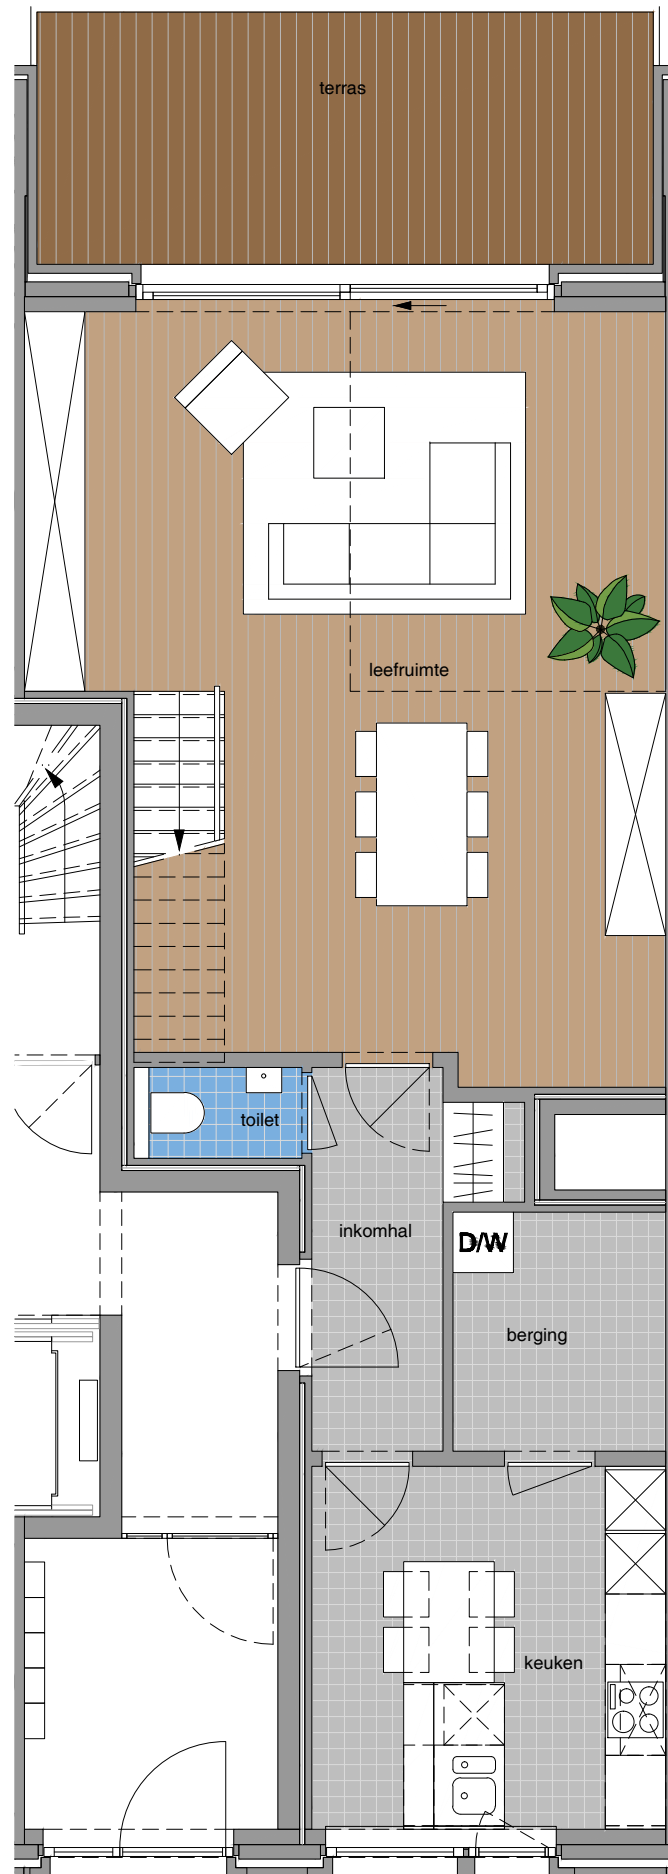 terras
leefruimte
toilet
inkomhal
D/W
berging
keuken